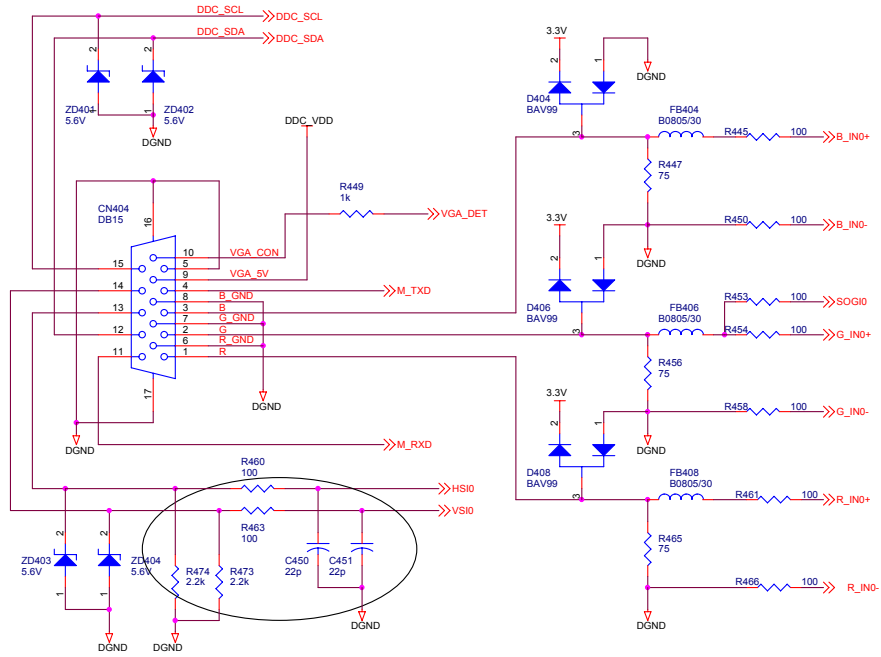 DDC_SCL
DDC_SCL
DDC_SDA
DDC_SDA
2
2
ZD401
5.6V
1
ZD402
5.6V
1
DGND
DDC_VDD
CN404
DB15
16
R449
1k
VGA_DET
10
VGA_CON
15
5
9
VGA_5V
14
4
M_TXD
8
B_GND
13
3
B
7
G_GND
12
2
G
6
R_GND
11
1
R
17
DGND
DGND
M_RXD
R460
100
HSI0
VSI0
R463
100
2
2
ZD403
5.6V
1
ZD404
5.6V
1
R474
2.2k
R473
2.2k
C450
22p
C451
22p
DGND
DGND
DGND
3.3V
2
1
DGND
D404
BAV99
3
FB404
B0805/30
R445
100
B_IN0+
R447
75
R450
100
B_IN0-
DGND
3.3V
2
1
D406
BAV99
3
FB406
B0805/30
R453
100
SOGI0
R454
100
G_IN0+
R456
75
R458
100
G_IN0-
DGND
3.3V
2
1
D408
BAV99
3
FB408
B0805/30
R461
100
R_IN0+
R465
75
R466
100
R_IN0-
DGND